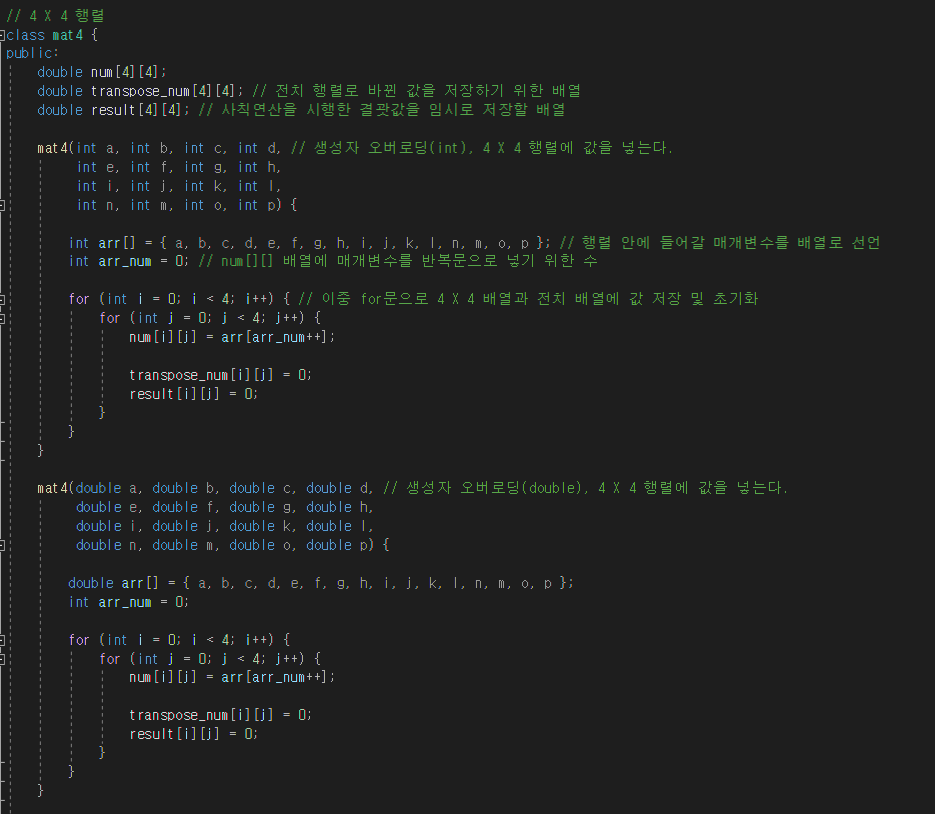 // 4 X 4 행렬
class mat4 {
public:
double num[4][4];
double transpose_num[4][4]; // 전치 행렬로 바뀐 값을 저장하기 위한 배열
double result[4][4]; // 사칙연산을 시행한 결괏값을 임시로 저장할 배열
mat4(int a, int b, int c, int d, // 생성자 오버로딩(int), 4 X 4 행렬에 값을 넣는다.
int e, int f, int g, int h,
int i, int j, int k, int l,
int n, int m, int o, int p) {
int arr[] = { a, b, c, d, e, f, g, h, i, j, k, l, n, m, o, p }; // 행렬 안에 들어갈 매개변수를 배열로 선언
int arr_num = 0; // num[][] 배열에 매개변수를 반복문으로 넣기 위한 수
for (int i = 0; i < 4; i++) { // 이중 for문으로 4 X 4 배열과 전치 배열에 값 저장 및 초기화
for (int j = 0; j < 4; j++) {
num[i][j] = arr[arr_num++];
transpose_num[i][j] = 0;
result[i][j] = 0;
}
}
}
mat4(double a, double b, double c, double d, // 생성자 오버로딩(double), 4 X 4 행렬에 값을 넣는다.
double e, double f, double g, double h,
double i, double j, double k, double l,
double n, double m, double o, double p) {
double arr[] = { a, b, c, d, e, f, g, h, i, j, k, l, n, m, o, p };
int arr_num = 0;
for (int i = 0; i < 4; i++) {
for (int j = 0; j < 4; j++) {
num[i][j] = arr[arr_num++];
transpose_num[i][j] = 0;
result[i][j] = 0;
}
}
}